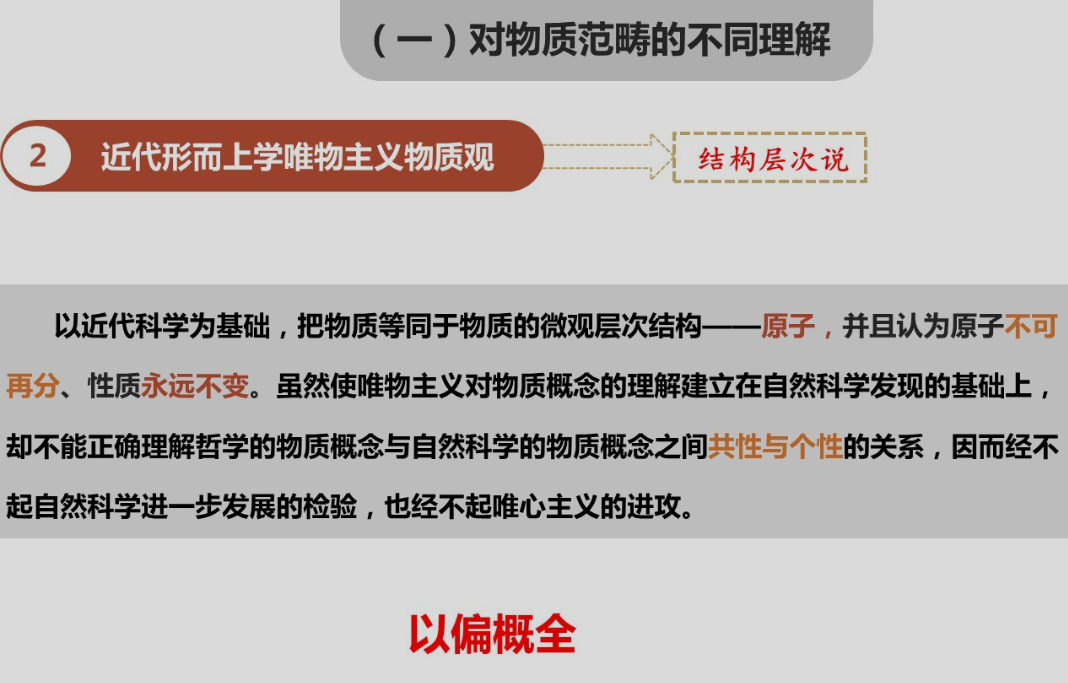 （一）对物质范畴的不同理解
2
近代形而上学唯物主义物质观
结构层次说
以近代科学为基础，把物质等同于物质的微观层次结构——原子，并且认为原子不可
再分、性质永远不变。虽然使唯物主义对物质概念的理解建立在自然科学发现的基础上，
却不能正确理解哲学的物质概念与自然科学的物质概念之间共性与个性的关系，因而经不
起自然科学进一步发展的检验，也经不起唯心主义的进攻。
以偏概全